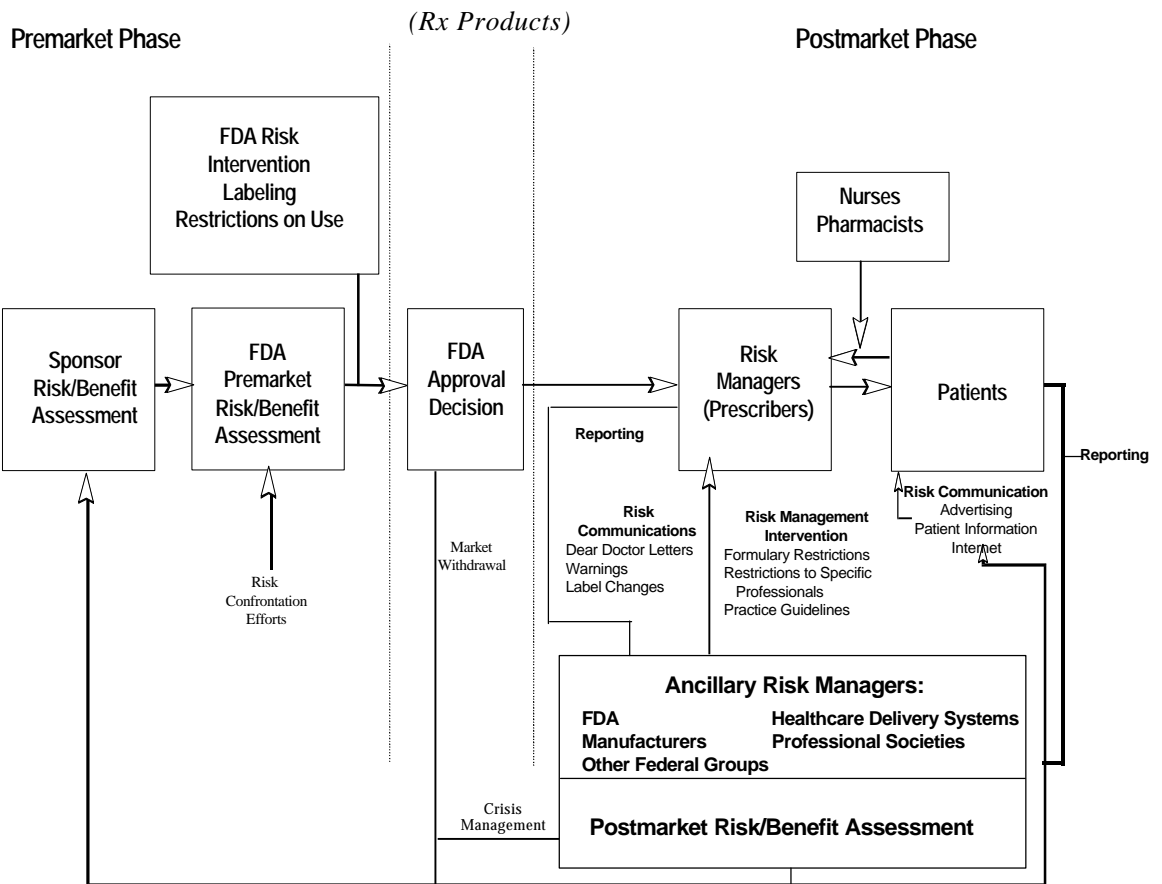 (Rx Products)
Premarket Phase
Postmarket Phase
FDA Risk
Intervention
Labeling
Restrictions on Use
Nurses
Pharmacists
Sponsor
Risk/Benefit
Assessment
FDA
Premarket
Risk/Benefit
Assessment
FDA
Approval
Decision
Risk
Managers
(Prescribers)
Patients
Reporting
Reporting
Risk Communication
Advertising
Patient Information
Internet
Risk
Communications
Dear Doctor Letters
Warnings
Label Changes
Risk Management
Intervention
Formulary Restrictions
Restrictions to Specific
Professionals
Practice Guidelines
Market
Withdrawal
Risk
Confrontation
Efforts
Ancillary Risk Managers:
FDA Healthcare Delivery Systems
Manufacturers Professional Societies
Other Federal Groups
Crisis
Management
Postmarket Risk/Benefit Assessment